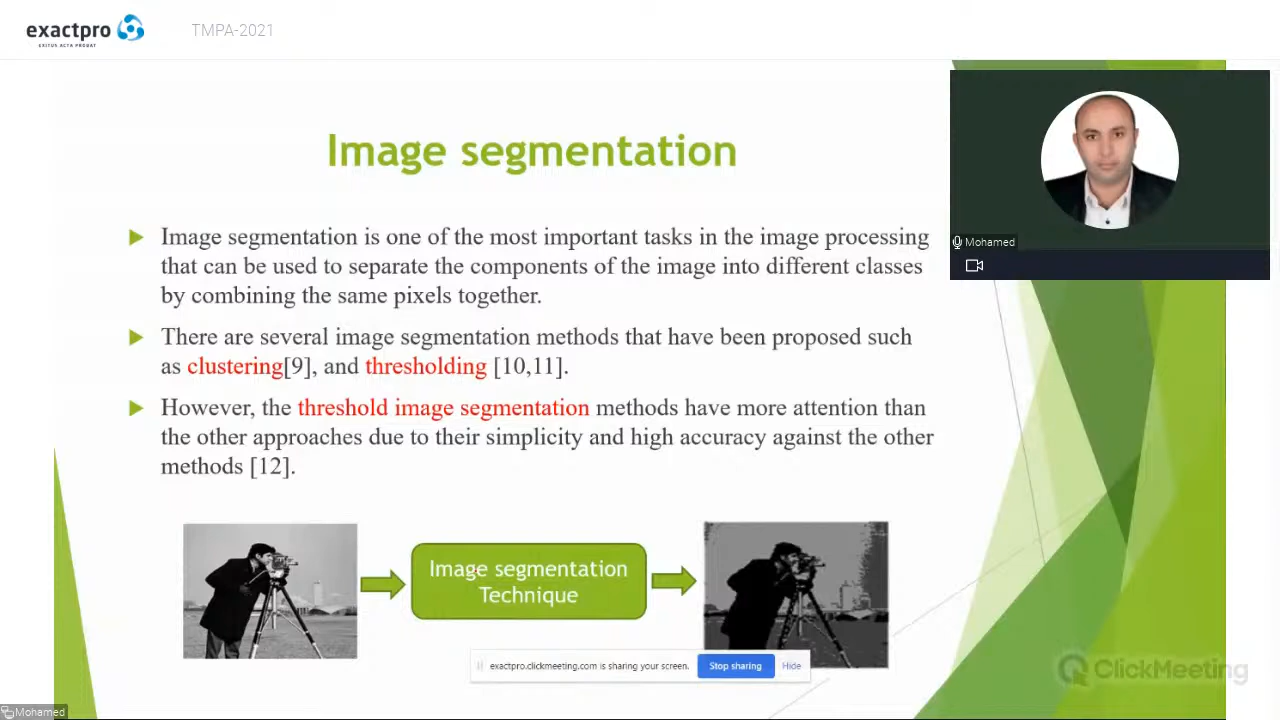 exactpro
EXITUS ACTA PROBAT
TMPA-2021
Image segmentation
Image segmentation is one of the most important tasks in the image processing
that can be used to separate the components of the image into different classes
by combining the same pixels together.
There are several image segmentation methods that have been proposed such
as clustering[9], and thresholding [10,11].
However, the threshold image segmentation methods have more attention than
the other approaches due to their simplicity and high accuracy against the other
methods [12].
Image segmentation
Technique
Mohamed
exactpro.clickmeeting.com is sharing your screen.
Stop sharing
Hide
ClickMeeting
Mohamed